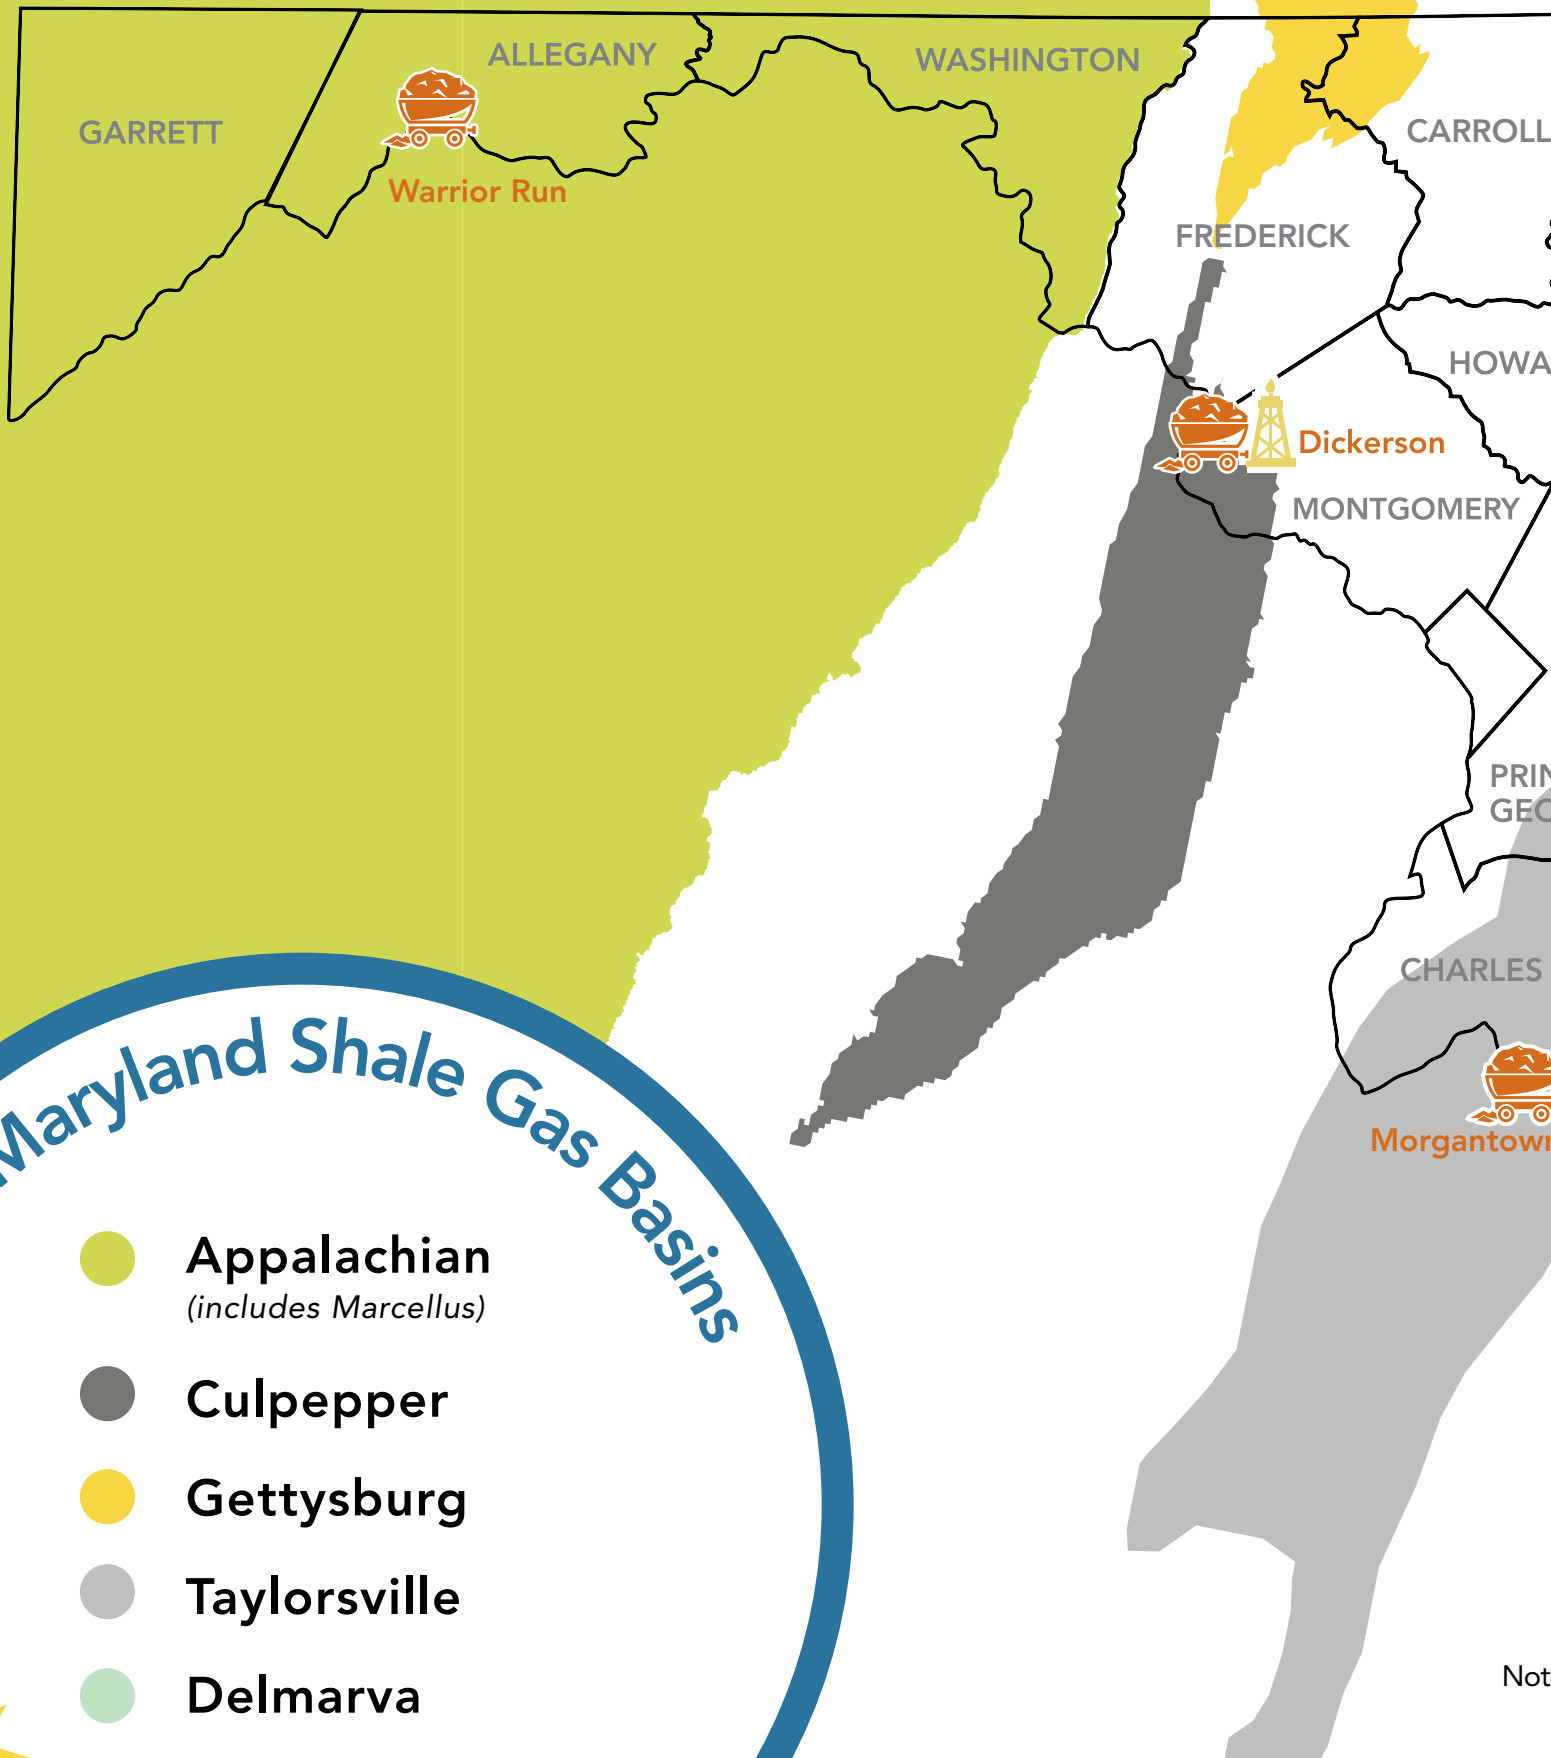 ALLEGANY
WASHINGTON
GARRETT
CARROLL
Warrior Run
FREDERICK
HOWA
Dickerson
MONTGOMERY
PRIN
GEO
CHARLES
Morgantown
Maryland Shale Gas Basins
Appalachian
(includes Marcellus)
Culpepper
Gettysburg
Taylorsville
Delmarva
Not